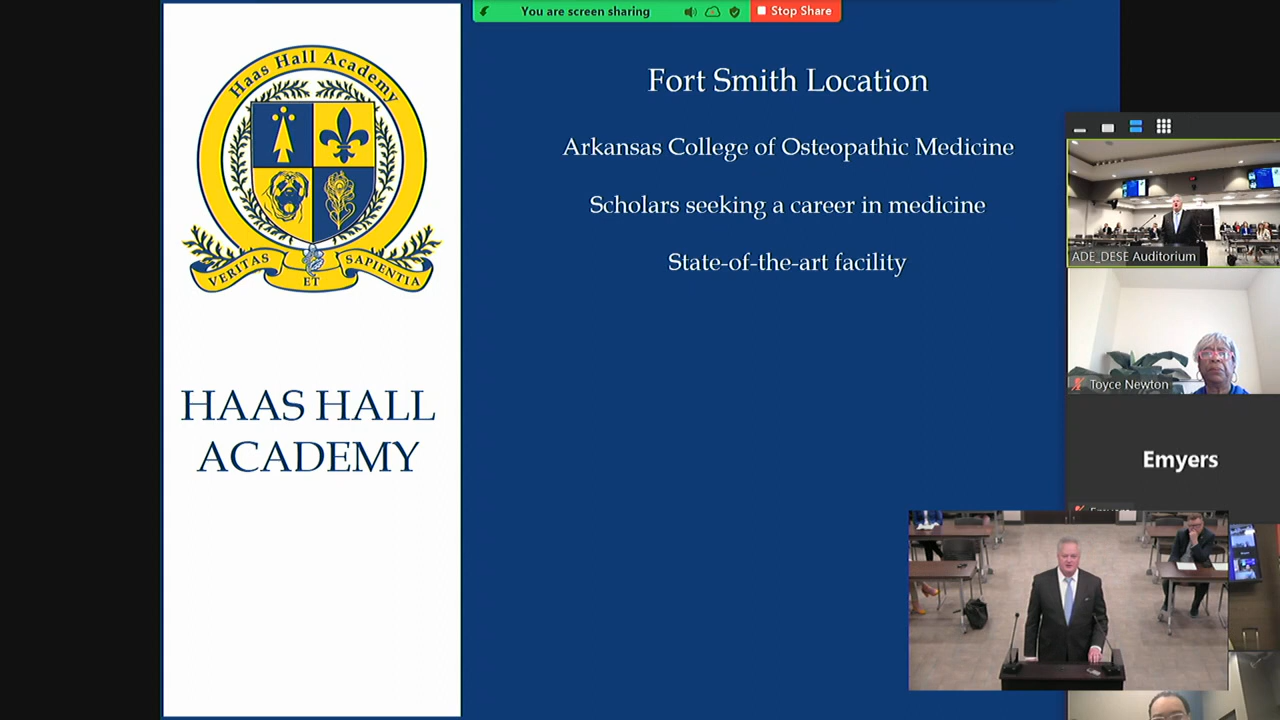 You are screen sharing
Stop Share
Haas Hall Academy
VERITAS
ET
SAPIENTIA
HAAS HALL
ACADEMY
Fort Smith Location
Arkansas College of Osteopathic Medicine
Scholars seeking a career in medicine
State-of-the-art facility
ADE_DESE Auditorium
Toyce Newton
Emyers